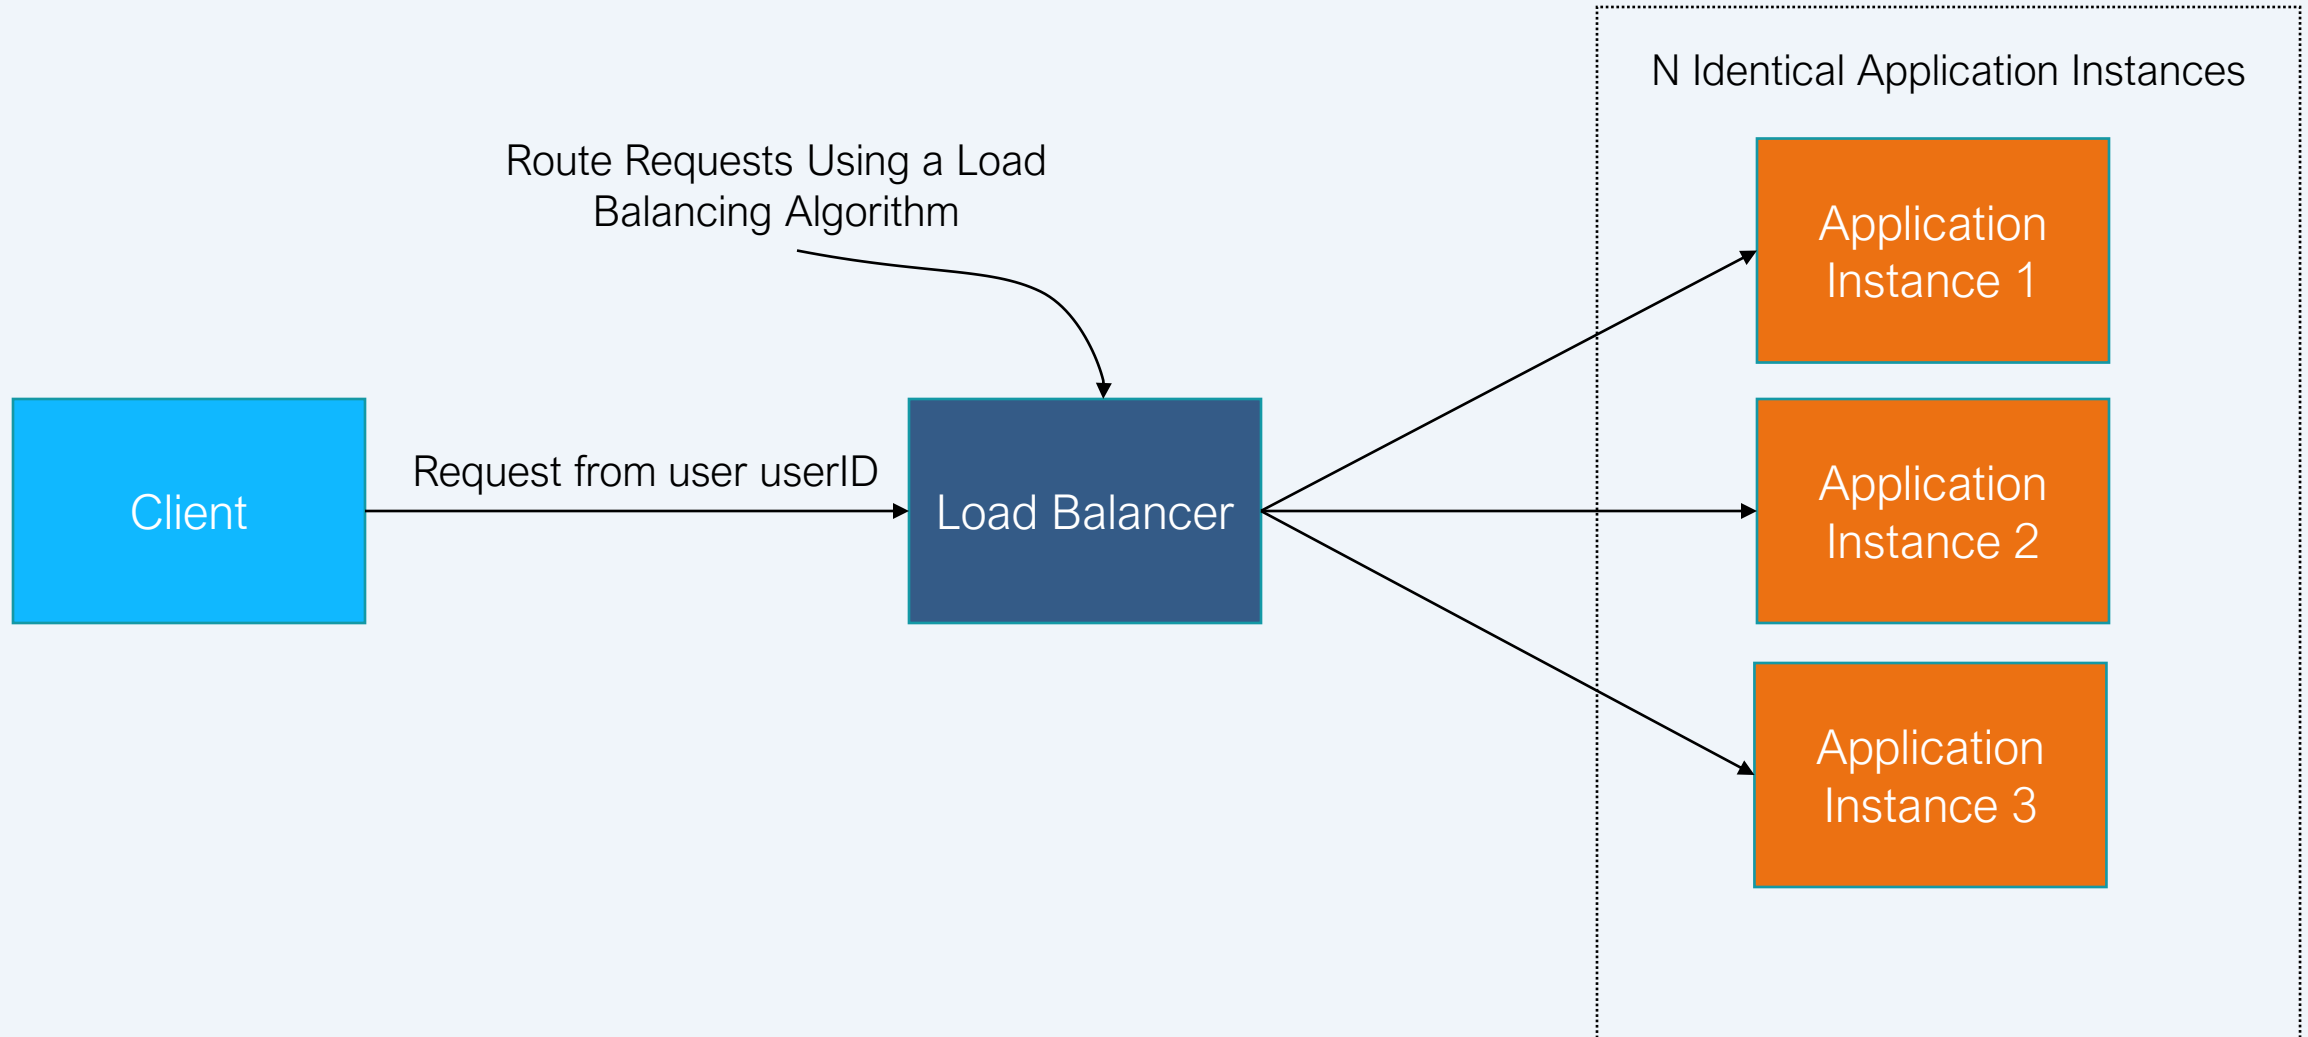 N Identical Application Instances
Route Requests Using a Load
Balancing Algorithm
Application
Instance 1
Client
Request from user userID
Load Balancer
Application
Instance 2
Application
Instance 3